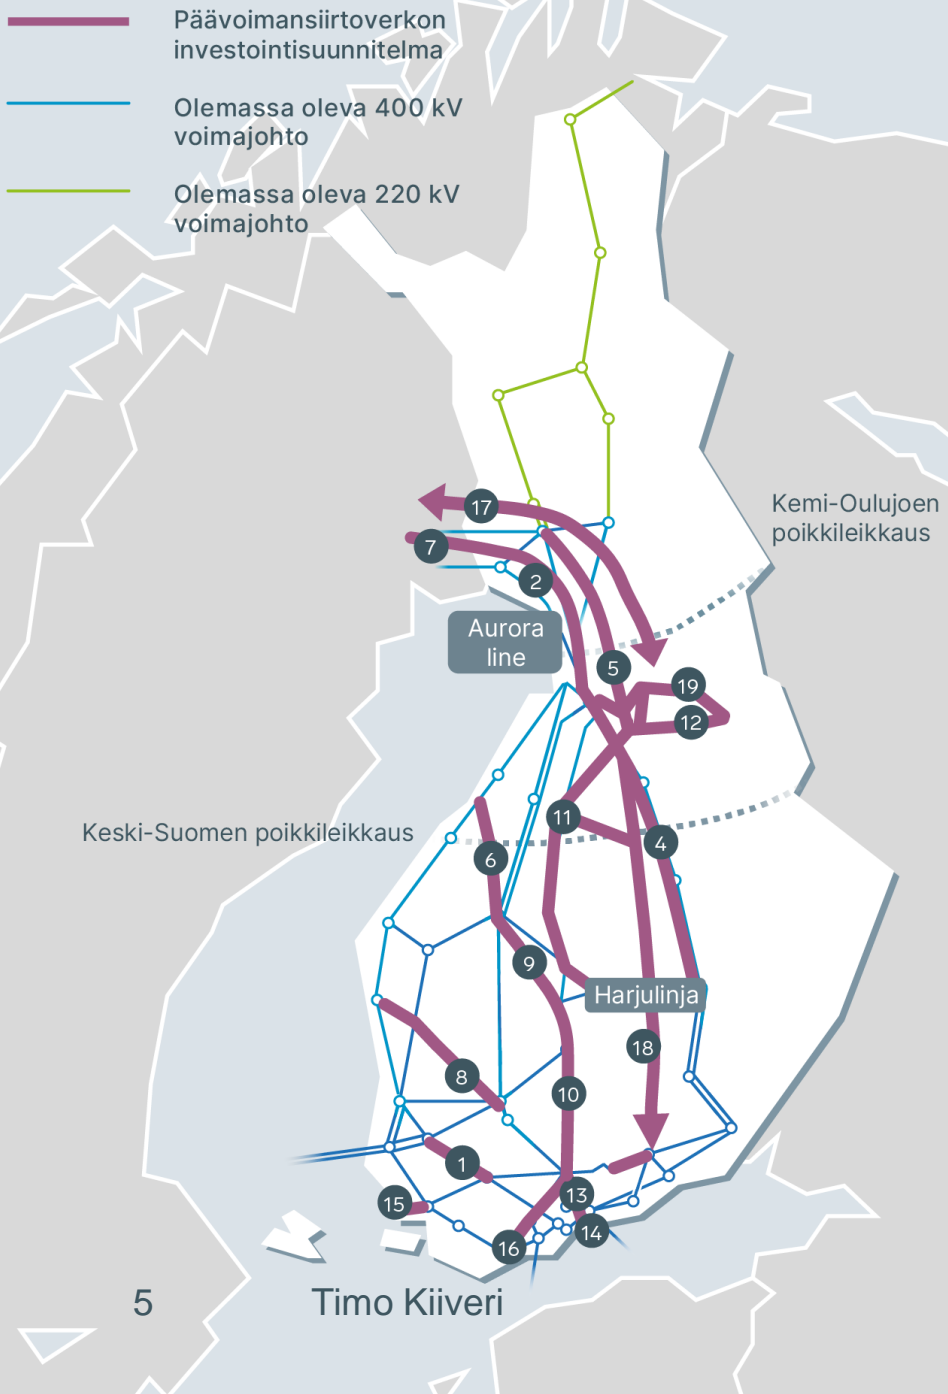 Päävoimansiirtoverkon
investointisuunnitelma
Olemassa oleva 400 kV
voimajohto
Olemassa oleva 220 kV
voimajohto
Kemi-Oulujoen
poikkileikkaus
17
7
2
Aurora
line
5
19
12
11
Keski-Suomen poikkileikkaus
4
6
9
Harjulinja
18
8
10
1
15
13
14
16
5
Timo Kiiveri